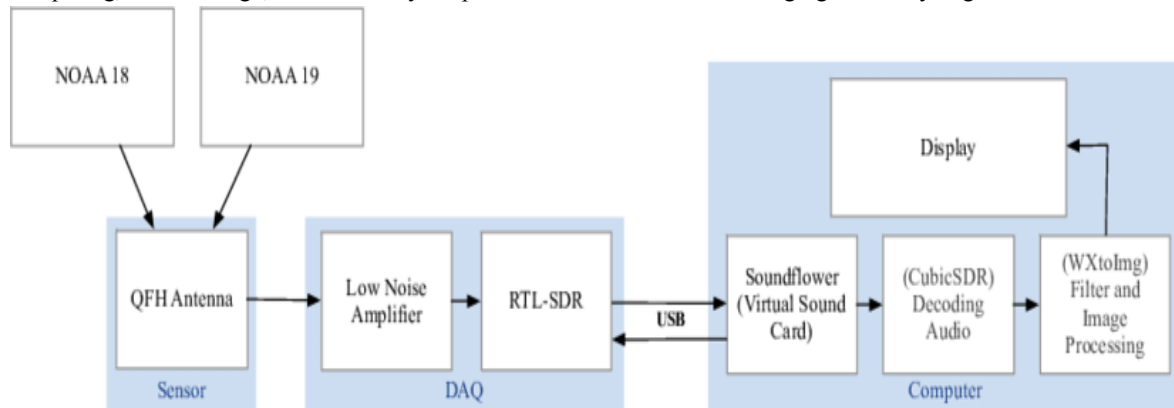 NOAA 18
NOAA 19
Display
QFH Antenna
Low Noise
Amplifier
RTL-SDR
USB
Soundflower
(Virtual Sound
Card)
(CubicSDR)
Decoding
Audio
(WXtoImg)
Filter and
Image
Processing
Sensor
DAQ
Computer